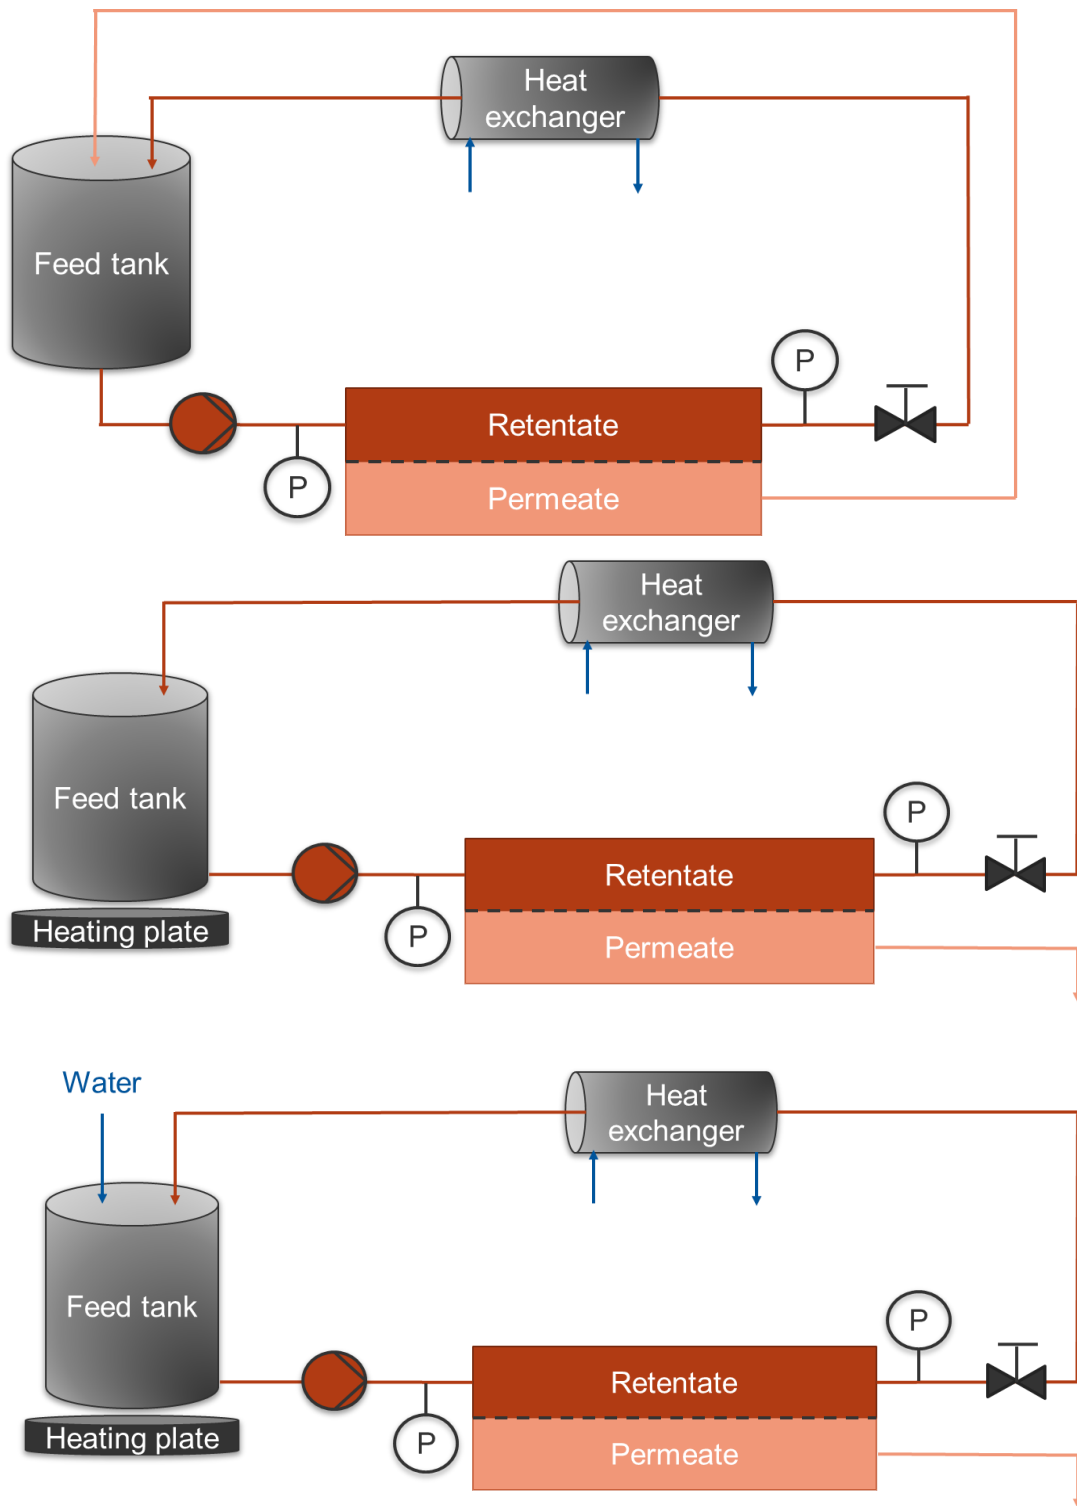 Heat
exchanger
Feed tank
P
Retentate
P
Permeate
Heat
exchanger
Feed tank
P
Retentate
Heating plate
P
Permeate
Water
Heat
exchanger
Feed tank
P
Retentate
Heating plate
P
Permeate